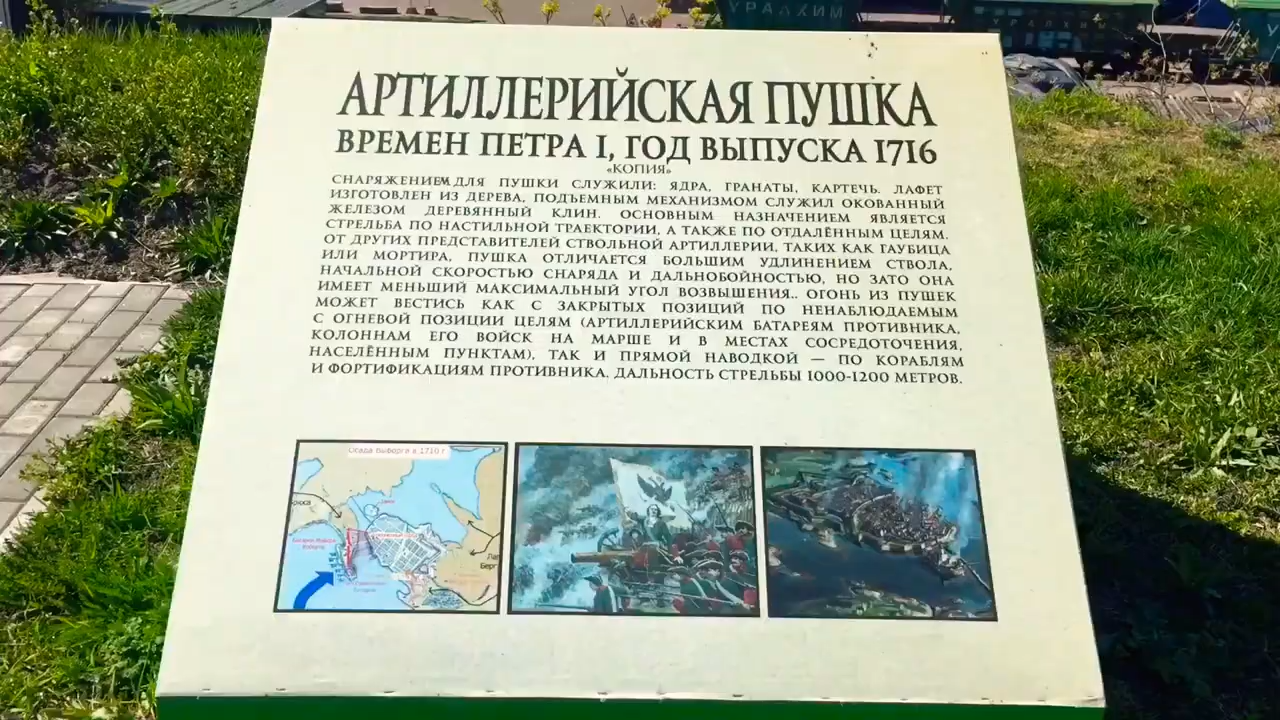 УРАЛХИМ
УРАЛХИМ
АРТИЛЛЕРИЙСКАЯ ПУШКА
ВРЕМЕН ПЕТРА I, ГОД ВЫПУСКА 1716
«КОПИЯ»
СНАРЯЖЕНИЕМ ДЛЯ ПУШКИ СЛУЖИЛИ: ЯДРА, ГРАНАТЫ, КАРТЕЧЬ. ЛАФЕТ
ИЗГОТОВЛЕН ИЗ ДЕРЕВА, ПОДЪЕМНЫМ МЕХАНИЗМОМ СЛУЖИЛ ОКОВАННЫЙ
ЖЕЛЕЗОМ ДЕРЕВЯННЫЙ КЛИН. ОСНОВНЫМ НАЗНАЧЕНИЕМ ЯВЛЯЕТСЯ
СТРЕЛЬБА ПО НАСТИЛЬНОЙ ТРАЕКТОРИИ, А ТАКЖЕ ПО ОТДАЛЁННЫМ ЦЕЛЯМ.
ОТ ДРУГИХ ПРЕДСТАВИТЕЛЕЙ СТВОЛЬНОЙ АРТИЛЛЕРИИ, ТАКИХ КАК ГАУБИЦА
ИЛИ МОРТИРА, ПУШКА ОТЛИЧАЕТСЯ БОЛЬШИМ УДЛИНЕНИЕМ СТВОЛА,
НАЧАЛЬНОЙ СКОРОСТЬЮ СНАРЯДА И ДАЛЬНОБОЙНОСТЬЮ, НО ЗАТО ОНА
ИМЕЕТ МЕНЬШИЙ МАКСИМАЛЬНЫЙ УГОЛ ВОЗВЫШЕНИЯ.. ОГОНЬ ИЗ ПУШЕК
МОЖЕТ ВЕСТИСЬ КАК С ЗАКРЫТЫХ ПОЗИЦИЙ ПО НЕНАБЛЮДАЕМЫМ
С ОГНЕВОЙ ПОЗИЦИИ ЦЕЛЯМ (АРТИЛЛЕРИЙСКИМ БАТАРЕЯМ ПРОТИВНИКА,
КОЛОННАМ ЕГО ВОЙСК НА МАРШЕ И В МЕСТАХ СОСРЕДОТОЧЕНИЯ,
НАСЕЛЁННЫМ ПУНКТАМ), ТАК И ПРЯМОЙ НАВОДКОЙ — ПО КОРАБЛЯМ
И ФОРТИФИКАЦИЯМ ПРОТИВНИКА. ДАЛЬНОСТЬ СТРЕЛЬБЫ 1000-1200 МЕТРОВ.
Осада Выборга в 1710 г